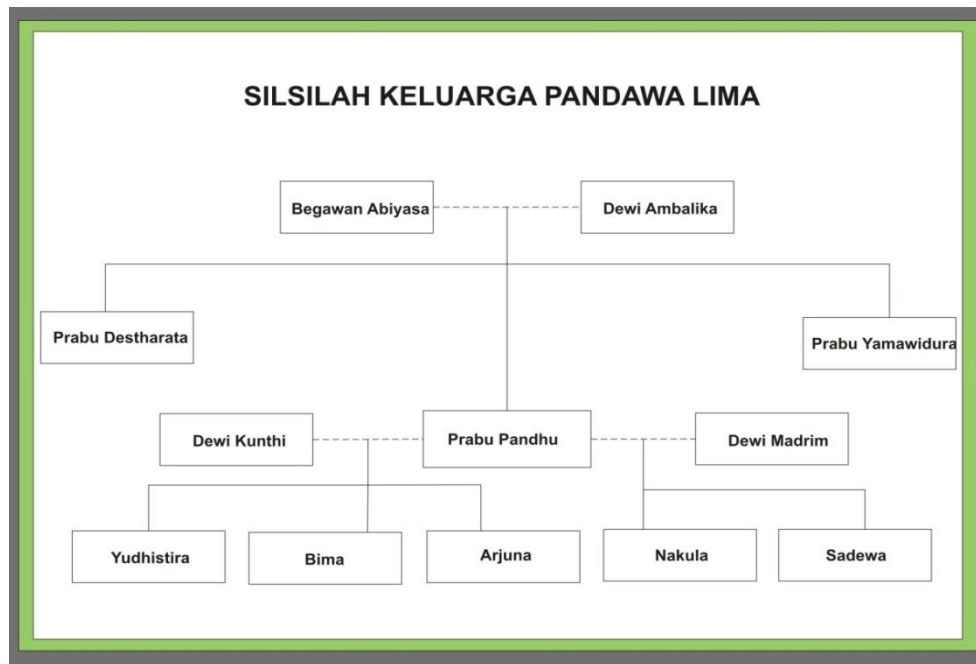 SILSILAH KELUARGA PANDAWA LIMA
Begawan Abiyasa
Dewi Ambalika
Prabu Destharata
Prabu Yamawidura
Dewi Kunthi
Prabu Pandhu
Dewi Madrim
Yudhistira
Bima
Arjuna
Nakula
Sadewa